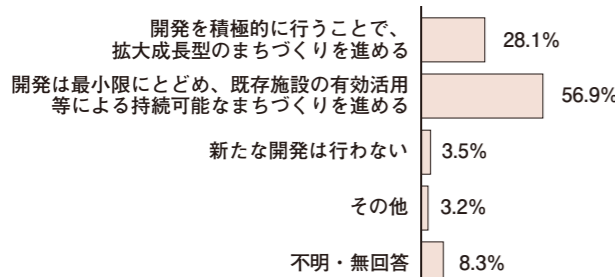 開発を積極的に行うことで、
拡大成長型のまちづくりを進める
28.1%
開発は最小限にとどめ、既存施設の有効活用
等による持続可能なまちづくりを進める
56.9%
新たな開発は行わない
3.5%
その他
3.2%
不明・無回答
8.3%